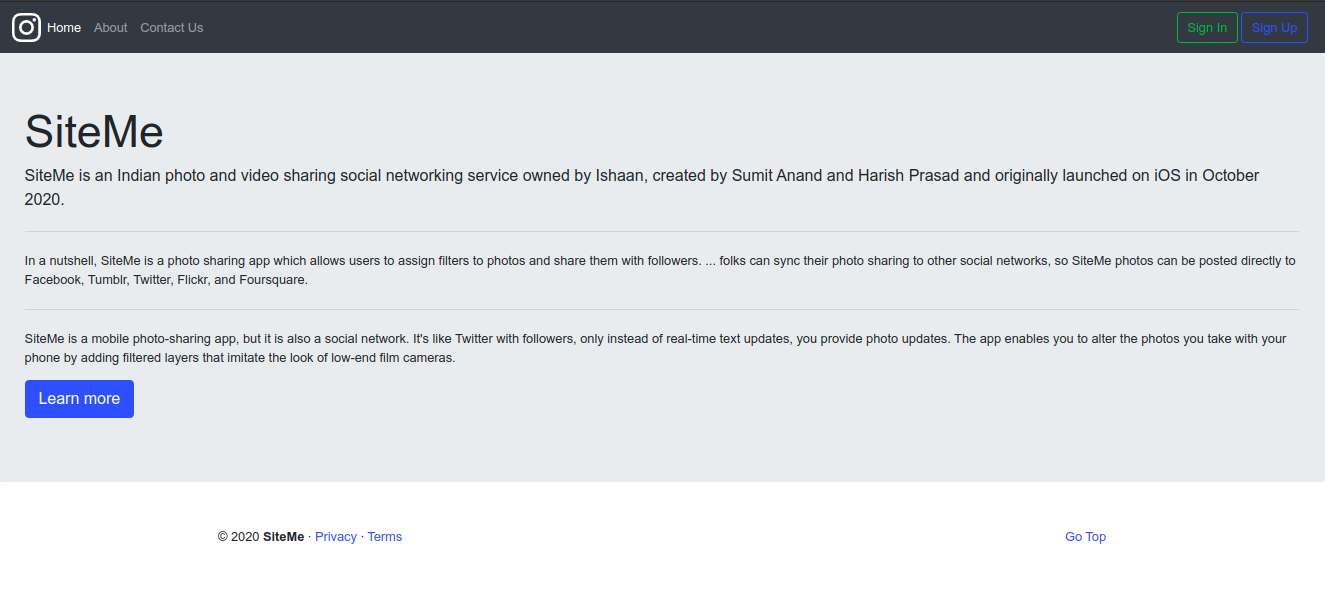 Home About Contact Us Sign In Sign Up
SiteMe
SiteMe is an Indian photo and video sharing social networking service owned by Ishaan, created by Sumit Anand and Harish Prasad and originally launched on iOS in October
2020.
In a nutshell, SiteMe is a photo sharing app which allows users to assign filters to photos and share them with followers. ... folks can sync their photo sharing to other social networks, so SiteMe photos can be posted directly to
Facebook, Tumblr, Twitter, Flickr, and Foursquare.
SiteMe is a mobile photo-sharing app, but it is also a social network. It's like Twitter with followers, only instead of real-time text updates, you provide photo updates. The app enables you to alter the photos you take with your
phone by adding filtered layers that imitate the look of low-end film cameras.
Learn more
© 2020 SiteMe · Privacy · Terms Go Top